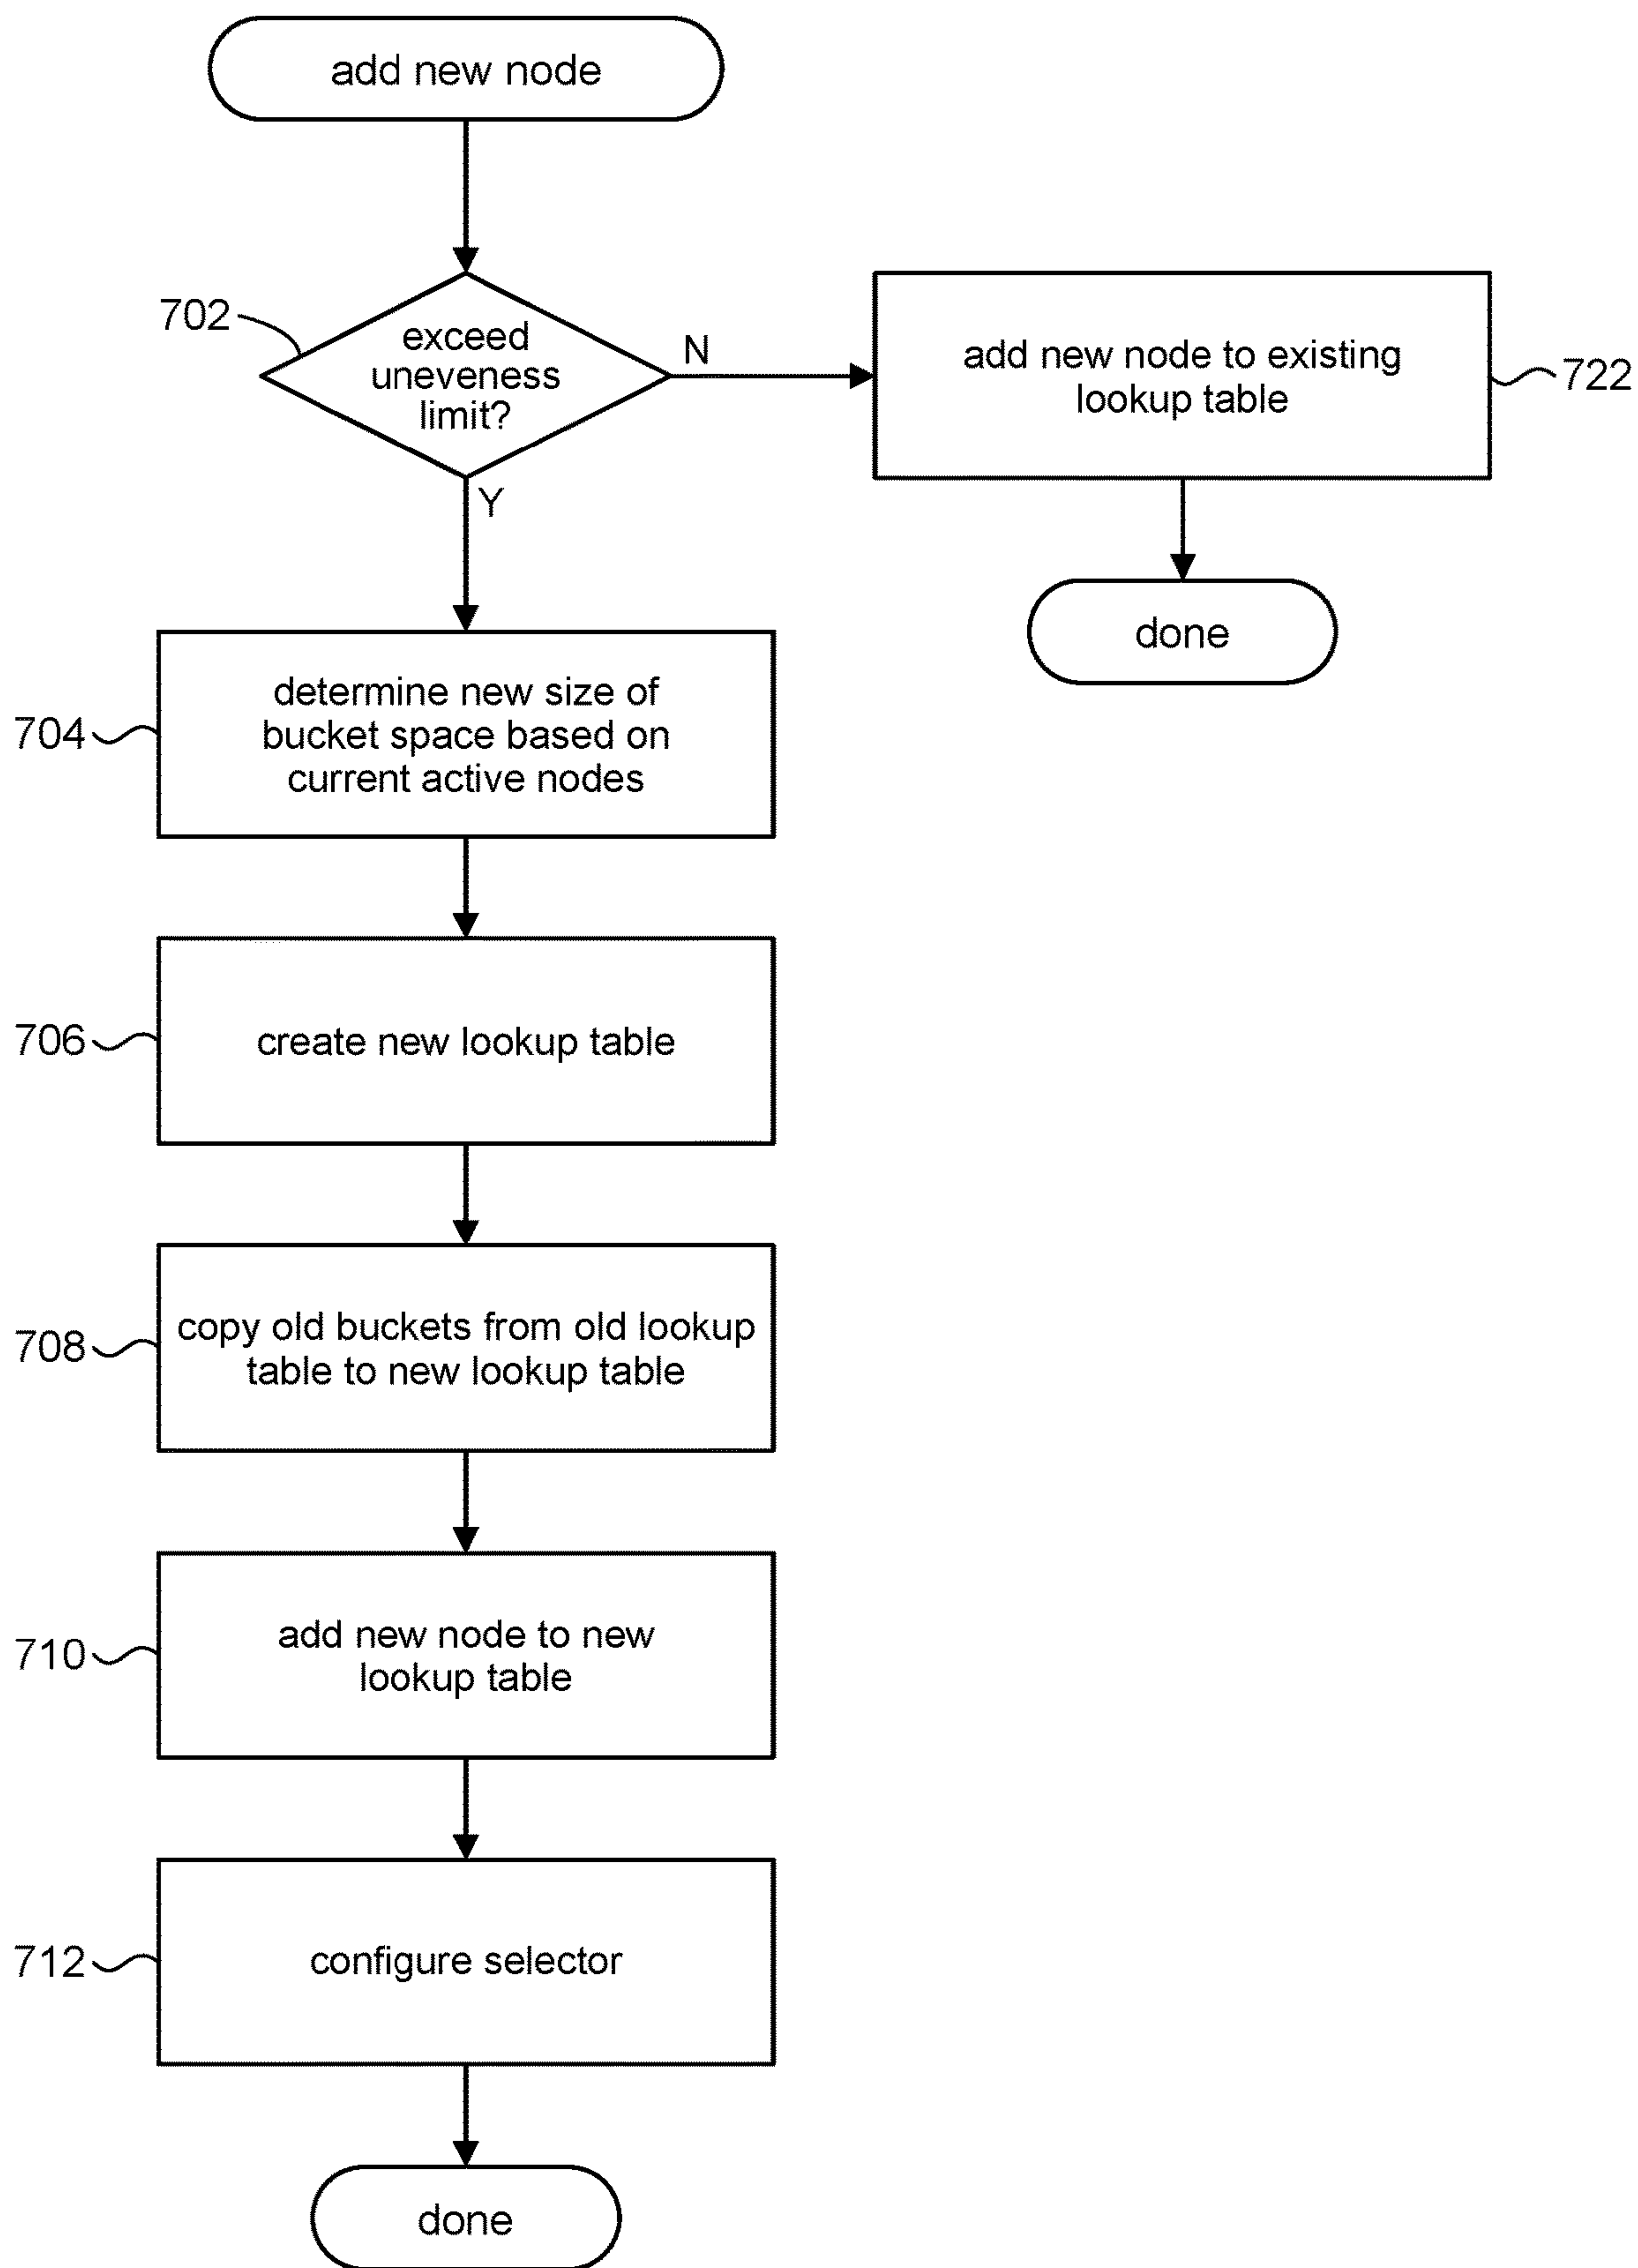 add new node
702
exceed
uneveness
limit?
N
add new node to existing
lookup table
722
Y
done
704
determine new size of
bucket space based on
current active nodes
706
create new lookup table
708
copy old buckets from old lookup
table to new lookup table
710
add new node to new
lookup table
712
configure selector
done